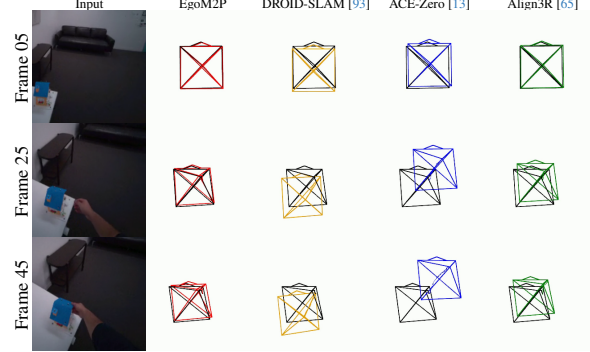 Input EgoM2P DROID-SLAM [93] ACE-Zero [13] Align3R [65]
Frame 05
Frame 25
Frame 45